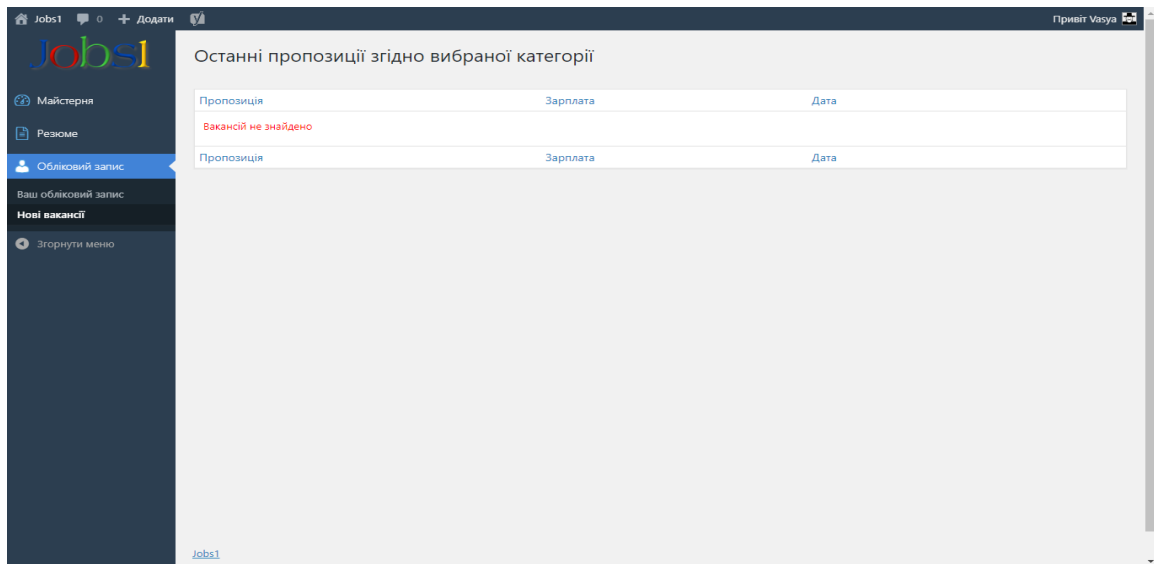 Jobs1 0 + Додати Привіт Vasya
Jobs1
Останні пропозиції згідно вибраної категорії
Майстерня
Резюме
Обліковий запис
Ваш обліковий запис
Нові вакансії
Згорнути меню
Пропозиція Зарплата Дата
Вакансій не знайдено
Пропозиція Зарплата Дата
Jobs1